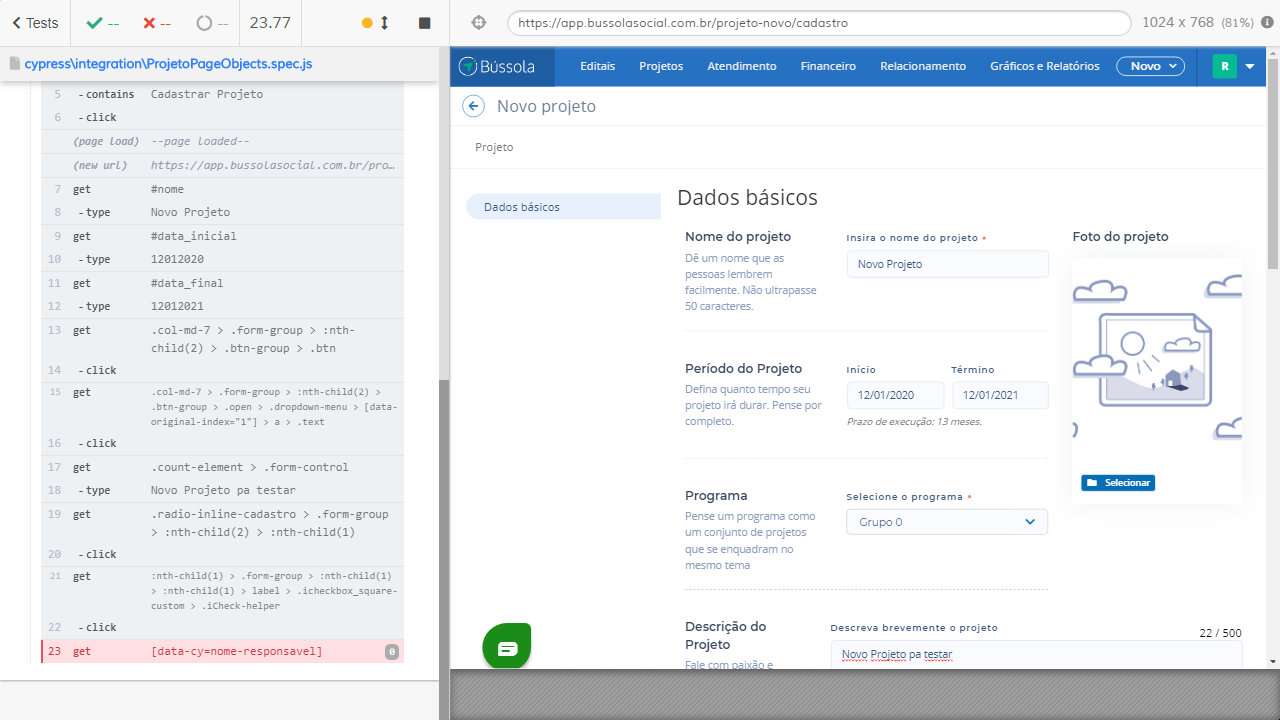 Tests
--
--
--
23.77
https://app.bussolasocial.com.br/projeto-novo/cadastro
1024 x 768 (81%)
cypress\integration\ProjetoPageObjects.spec.js
5 - contains Cadastrar Projeto
6 - click
(page load) --page loaded--
(new url) https://app.bussolasocial.com.br/pro…
7 get #nome
8 - type Novo Projeto
9 get #data_inicial
10 - type 12012020
11 get #data_final
12 - type 12012021
13 get .col-md-7 > .form-group > :nth-
child(2) > .btn-group > .btn
14 - click
15 get .col-md-7 > .form-group > :nth-child(2) >
.btn-group > .open > .dropdown-menu > [data-
original-index="1"] > a > .text
16 - click
17 get .count-element > .form-control
18 - type Novo Projeto pa testar
19 get .radio-inline-cadastro > .form-group
> :nth-child(2) > :nth-child(1)
20 - click
21 get :nth-child(1) > .form-group > :nth-child(1)
> :nth-child(1) > label > .icheckbox_square-
custom > .iCheck-helper
22 - click
23 get [data-cy=nome-responsavel] 0
Bússola
Editais
Projetos
Atendimento
Financeiro
Relacionamento
Gráficos e Relatórios
Novo
R
Novo projeto
Projeto
Dados básicos
Dados básicos
Nome do projeto
Dê um nome que as
pessoas lembrem
facilmente. Não ultrapasse
50 caracteres.
Insira o nome do projeto *
Novo Projeto
Foto do projeto
Selecionar
Período do Projeto
Defina quanto tempo seu
projeto irá durar. Pense por
completo.
Início
12/01/2020
Término
12/01/2021
Prazo de execução: 13 meses.
Programa
Pense um programa como
um conjunto de projetos
que se enquadram no
mesmo tema
Selecione o programa *
Grupo 0
Descrição do
Projeto
Fale com paixão e
Descreva brevemente o projeto
22 / 500
Novo Projeto pa testar